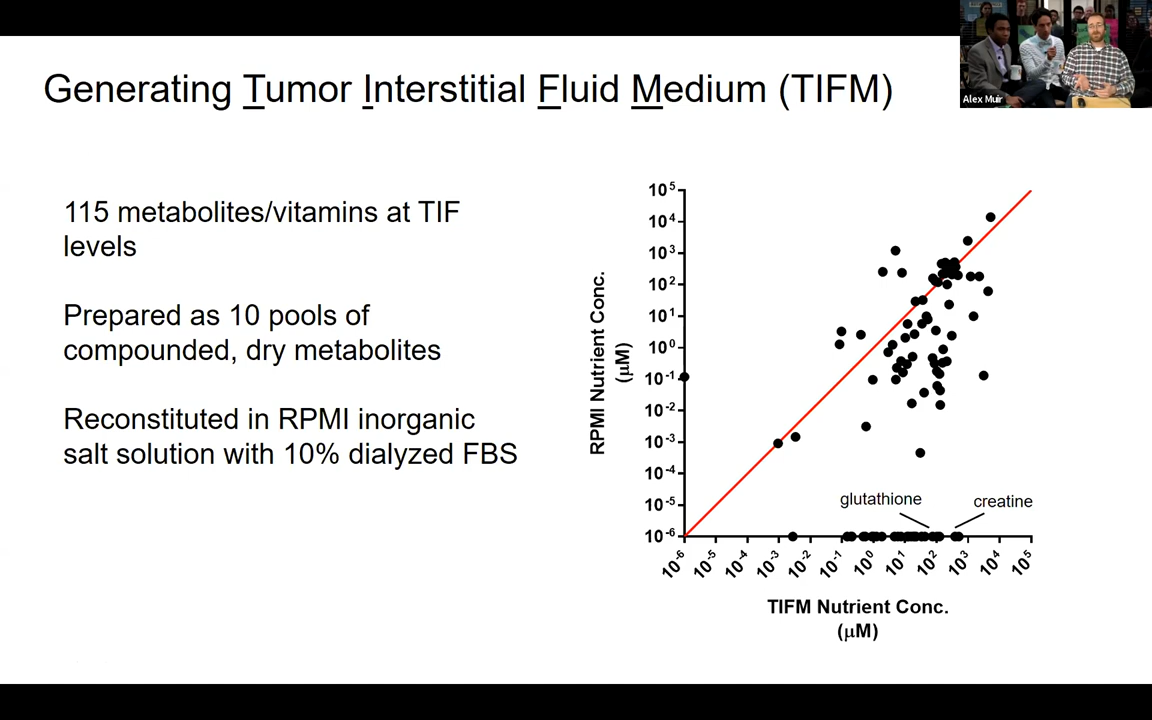 Generating Tumor Interstitial Fluid Medium (TIFM)
Alex Muir
115 metabolites/vitamins at TIF
levels
Prepared as 10 pools of
compounded, dry metabolites
Reconstituted in RPMI inorganic
salt solution with 10% dialyzed FBS
RPMI Nutrient Conc.
(μM)
10⁵
10⁴
10³
10²
10¹
10⁰
10⁻¹
10⁻²
10⁻³
10⁻⁴
10⁻⁵
10⁻⁶
glutathione
creatine
10⁻⁶ 10⁻⁵ 10⁻⁴ 10⁻³ 10⁻² 10⁻¹ 10⁰ 10¹ 10² 10³ 10⁴ 10⁵
TIFM Nutrient Conc.
(μM)